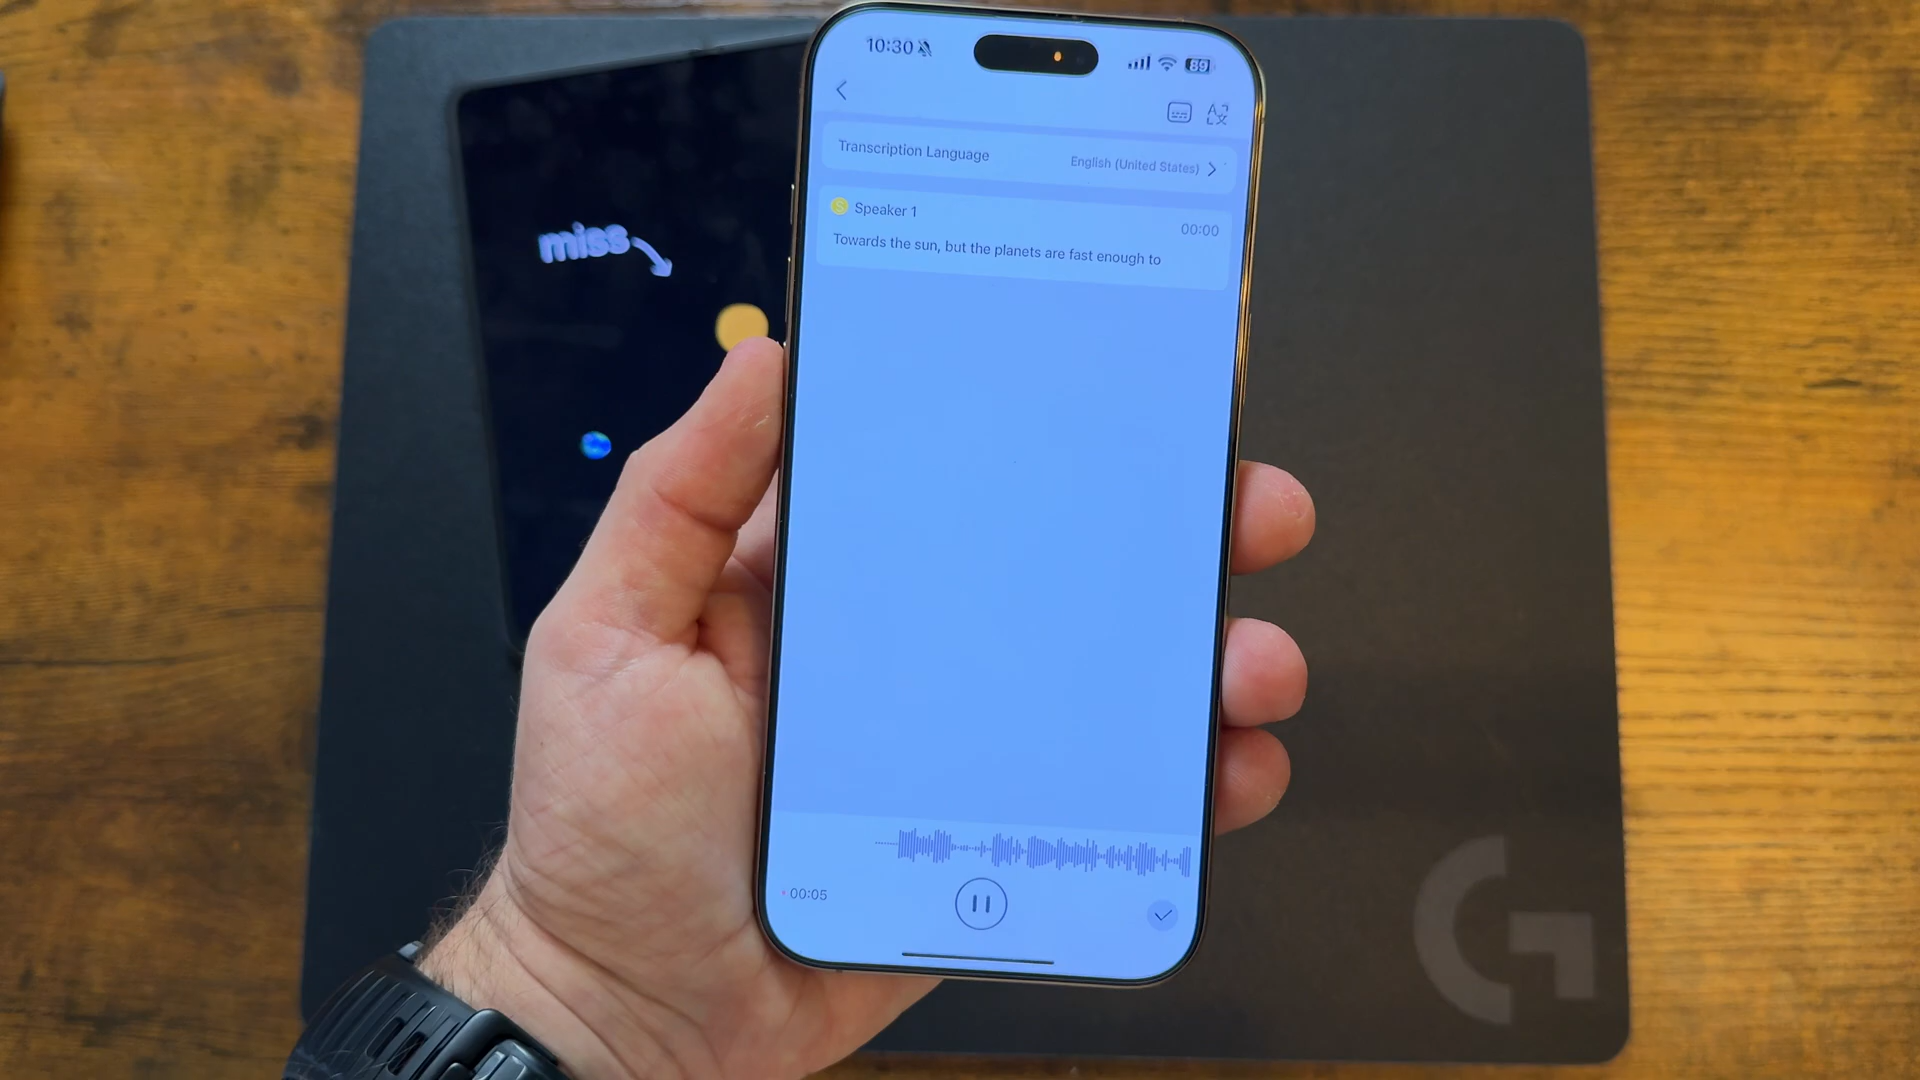 10:30
89
Transcription Language
English (United States)
Speaker 1
00:00
Towards the sun, but the planets are fast enough to
miss
00:05
G